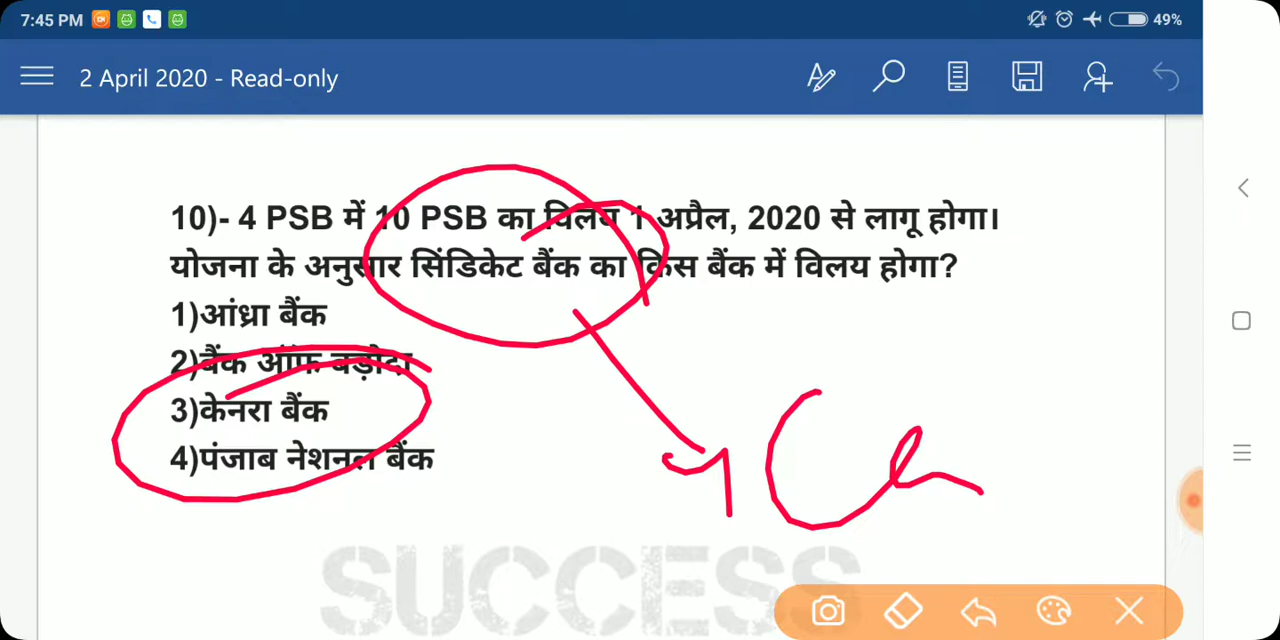 7:45 PM
49%
2 April 2020 - Read-only
10)- 4 PSB में 10 PSB का विलय 1 अप्रैल, 2020 से लागू होगा।
योजना के अनुसार सिंडिकेट बैंक का किस बैंक में विलय होगा?
1)आंध्रा बैंक
2)बैंक ऑफ बड़ोदा
3)केनरा बैंक
4)पंजाब नेशनल बैंक
SUCCESS